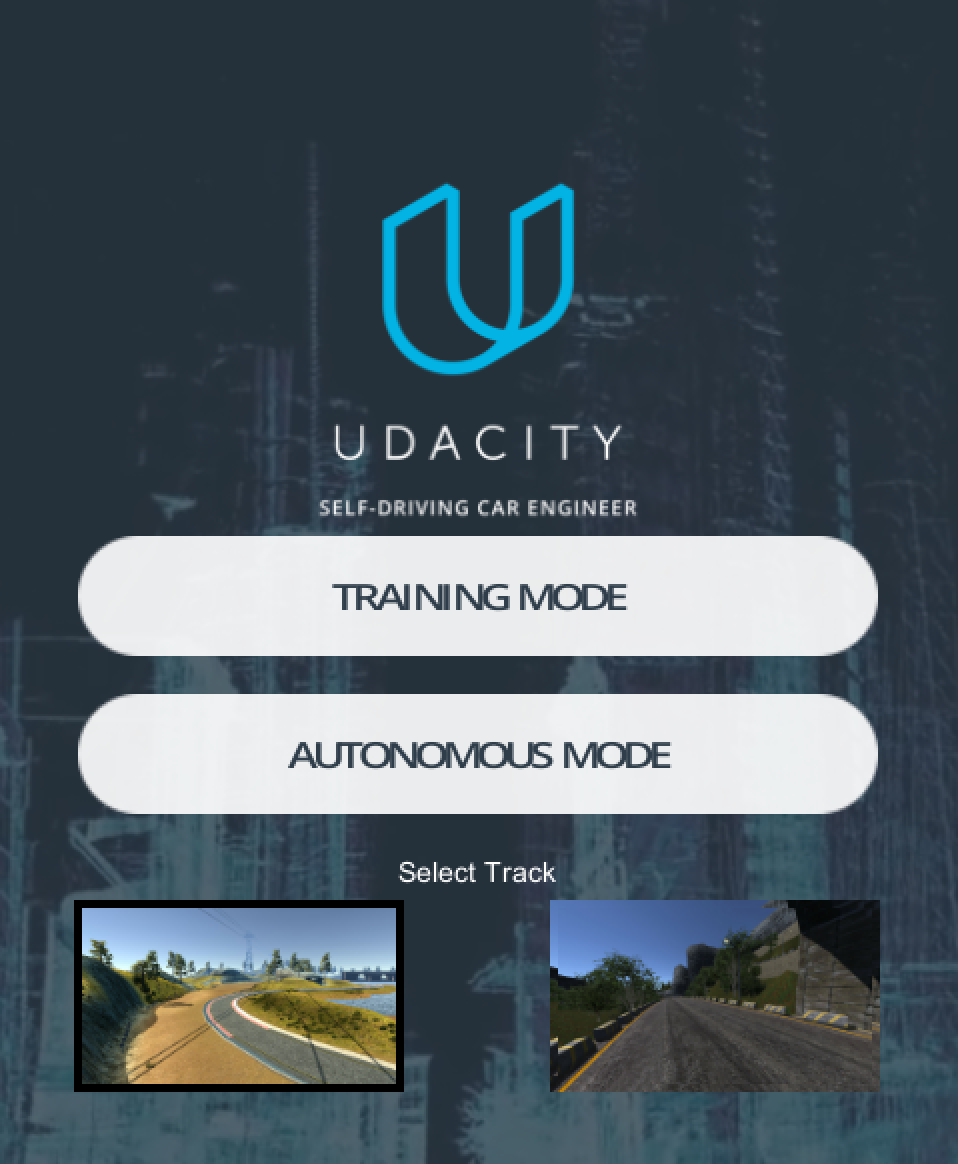 UDACITY
SELF-DRIVING CAR ENGINEER
TRAINING MODE
AUTONOMOUS MODE
Select Track